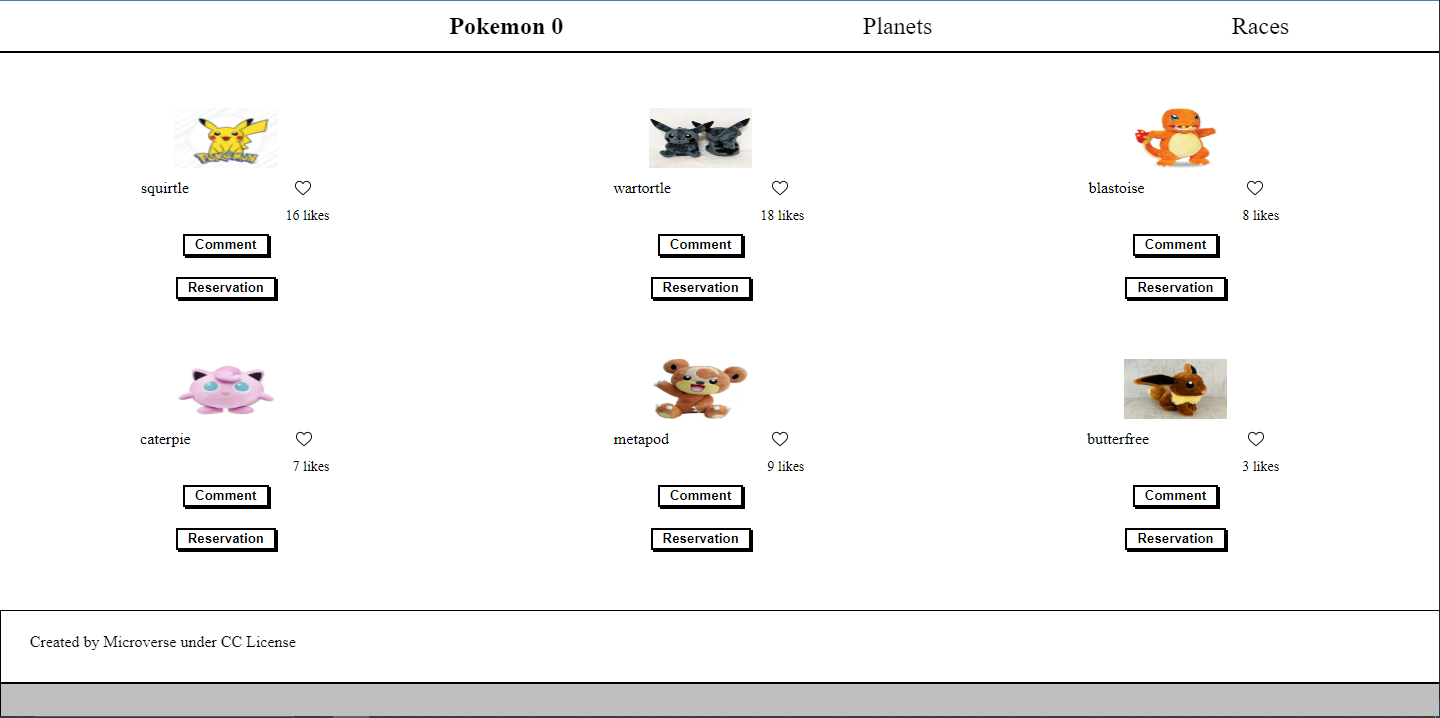 Pokemon 0 Planets Races
POKEMON
squirtle wartortle blastoise
16 likes 18 likes 8 likes
Comment Comment Comment
Reservation Reservation Reservation
caterpie metapod butterfree
7 likes 9 likes 3 likes
Comment Comment Comment
Reservation Reservation Reservation
Created by Microverse under CC License